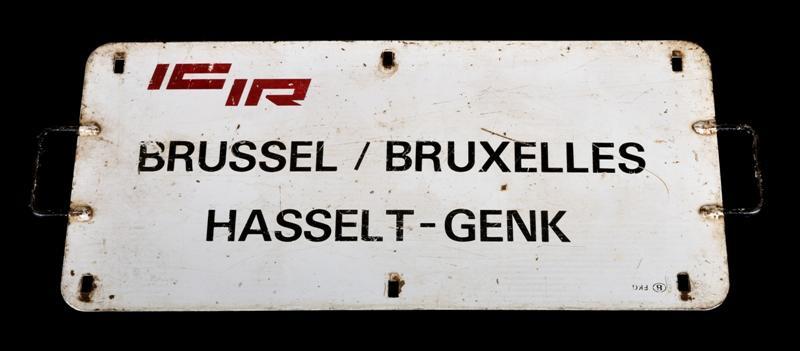 IC
IR
BRUSSEL / BRUXELLES
HASSELT-GENK